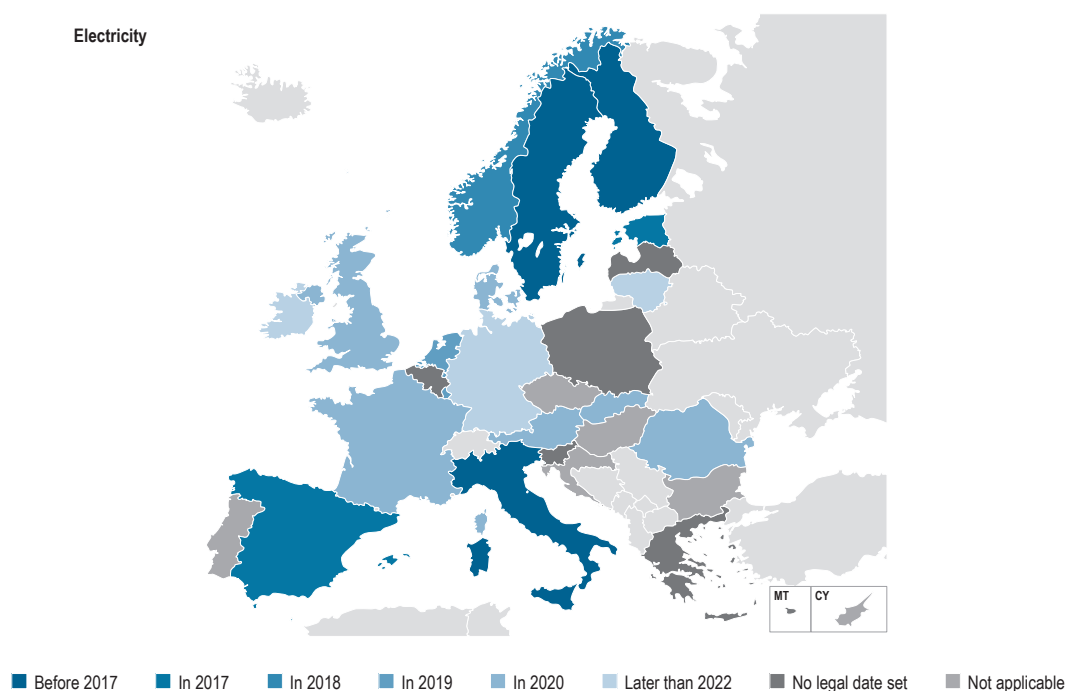 Electricity
MT CY
Before 2017 In 2017 In 2018 In 2019 In 2020 Later than 2022 No legal date set Not applicable